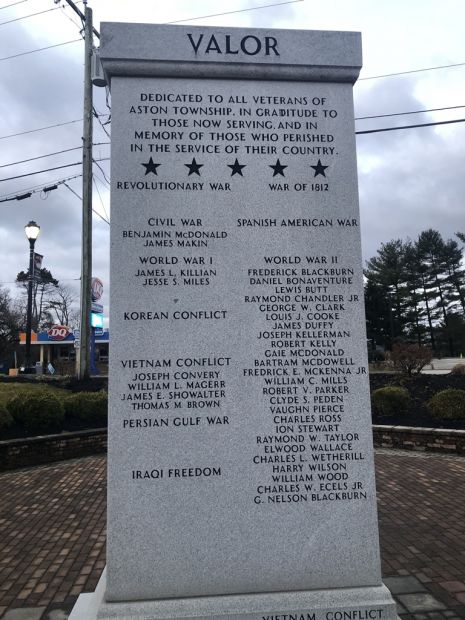 VALOR
DEDICATED TO ALL VETERANS OF
ASTON TOWNSHIP, IN GRADTITUDE TO
THOSE NOW SERVING, AND IN
MEMORY OF THOSE WHO PERISHED
IN THE SERVICE OF THEIR COUNTRY.
REVOLUTIONARY WAR
WAR OF 1812
CIVIL WAR
BENJAMIN McDONALD
JAMES MAKIN
SPANISH AMERICAN WAR
WORLD WAR I
JAMES L. KILLIAN
JESSE S. MILES
KOREAN CONFLICT
VIETNAM CONFLICT
JOSEPH CONVERY
WILLIAM L. MAGERR
JAMES E. SHOWALTER
THOMAS M. BROWN
PERSIAN GULF WAR
IRAQI FREEDOM
WORLD WAR II
FREDERICK BLACKBURN
DANIEL BONAVENTURE
LEWIS BUTT
RAYMOND CHANDLER JR
GEORGE W. CLARK
LOUIS J. COOKE
JAMES DUFFY
JOSEPH KELLERMAN
ROBERT KELLY
GAIE MCDONALD
BARTRAM MCDOWELL
FREDRICK E. MCKENNA JR
WILLIAM C. MILLS
ROBERT V. PARKER
CLYDE S. PEDEN
VAUGHN PIERCE
CHARLES ROSS
ION STEWART
RAYMOND W. TAYLOR
ELWOOD WALLACE
CHARLES L. WETHERILL
HARRY WILSON
WILLIAM WOOD
CHARLES W. ECELS JR
G. NELSON BLACKBURN
VIETNAM CONFLICT
DQ